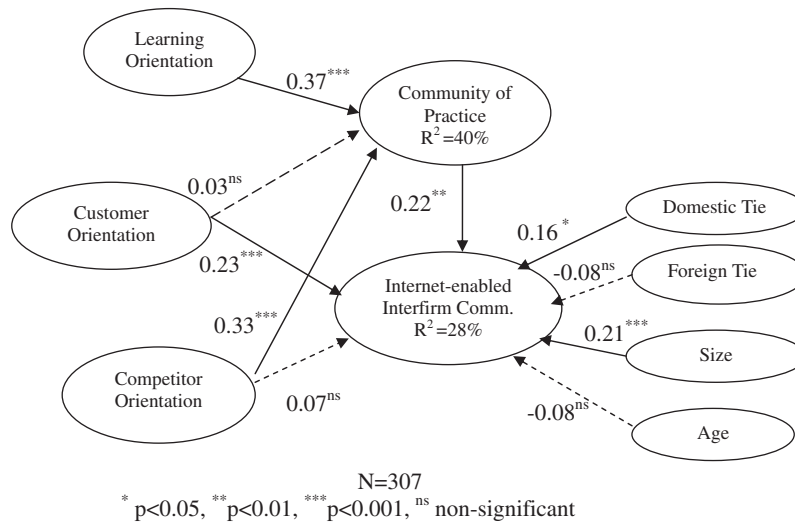 Learning
Orientation
0.37***
Community of
Practice
R²=40%
0.03ns
Customer
Orientation
0.22**
Domestic Tie
0.16 *
0.23***
Internet-enabled
Interfirm Comm.
R²=28%
-0.08ns
Foreign Tie
0.33***
0.21***
Size
Competitor
Orientation
0.07ns
-0.08ns
Age
N=307
* p<0.05, **p<0.01, ***p<0.001, ns non-significant